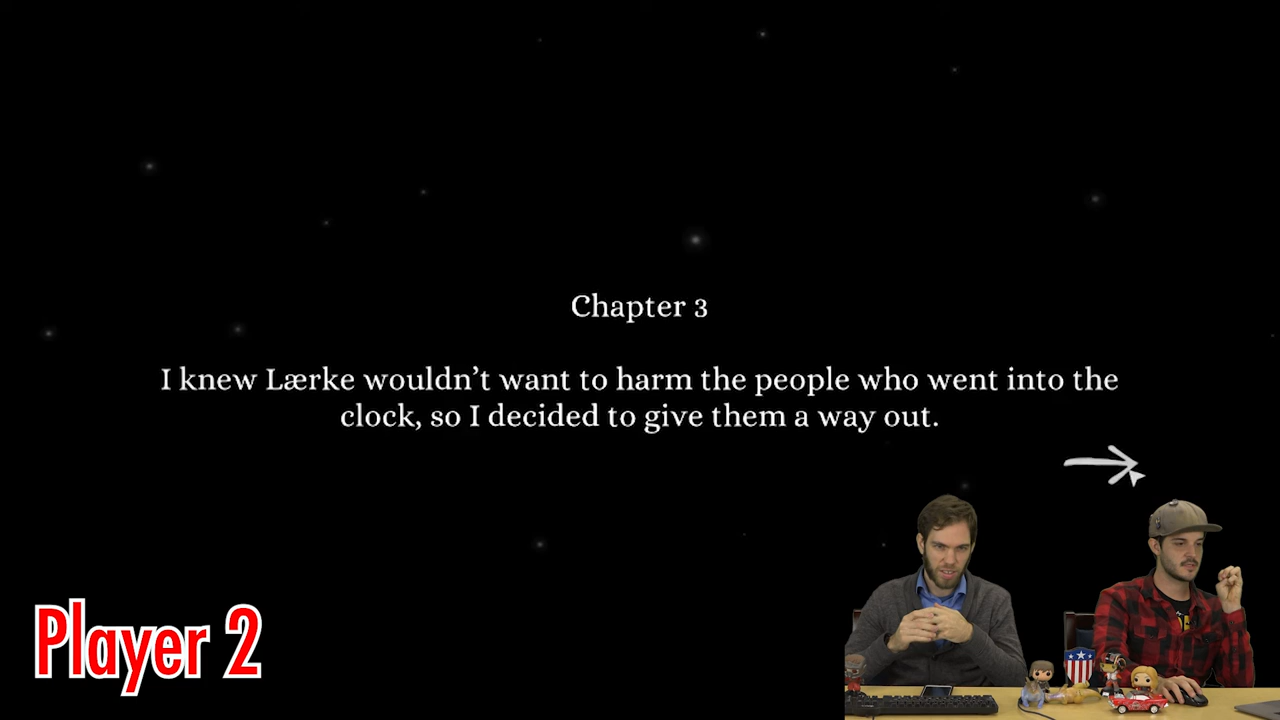 Chapter 3
I knew Lærke wouldn’t want to harm the people who went into the
clock, so I decided to give them a way out.
Player 2